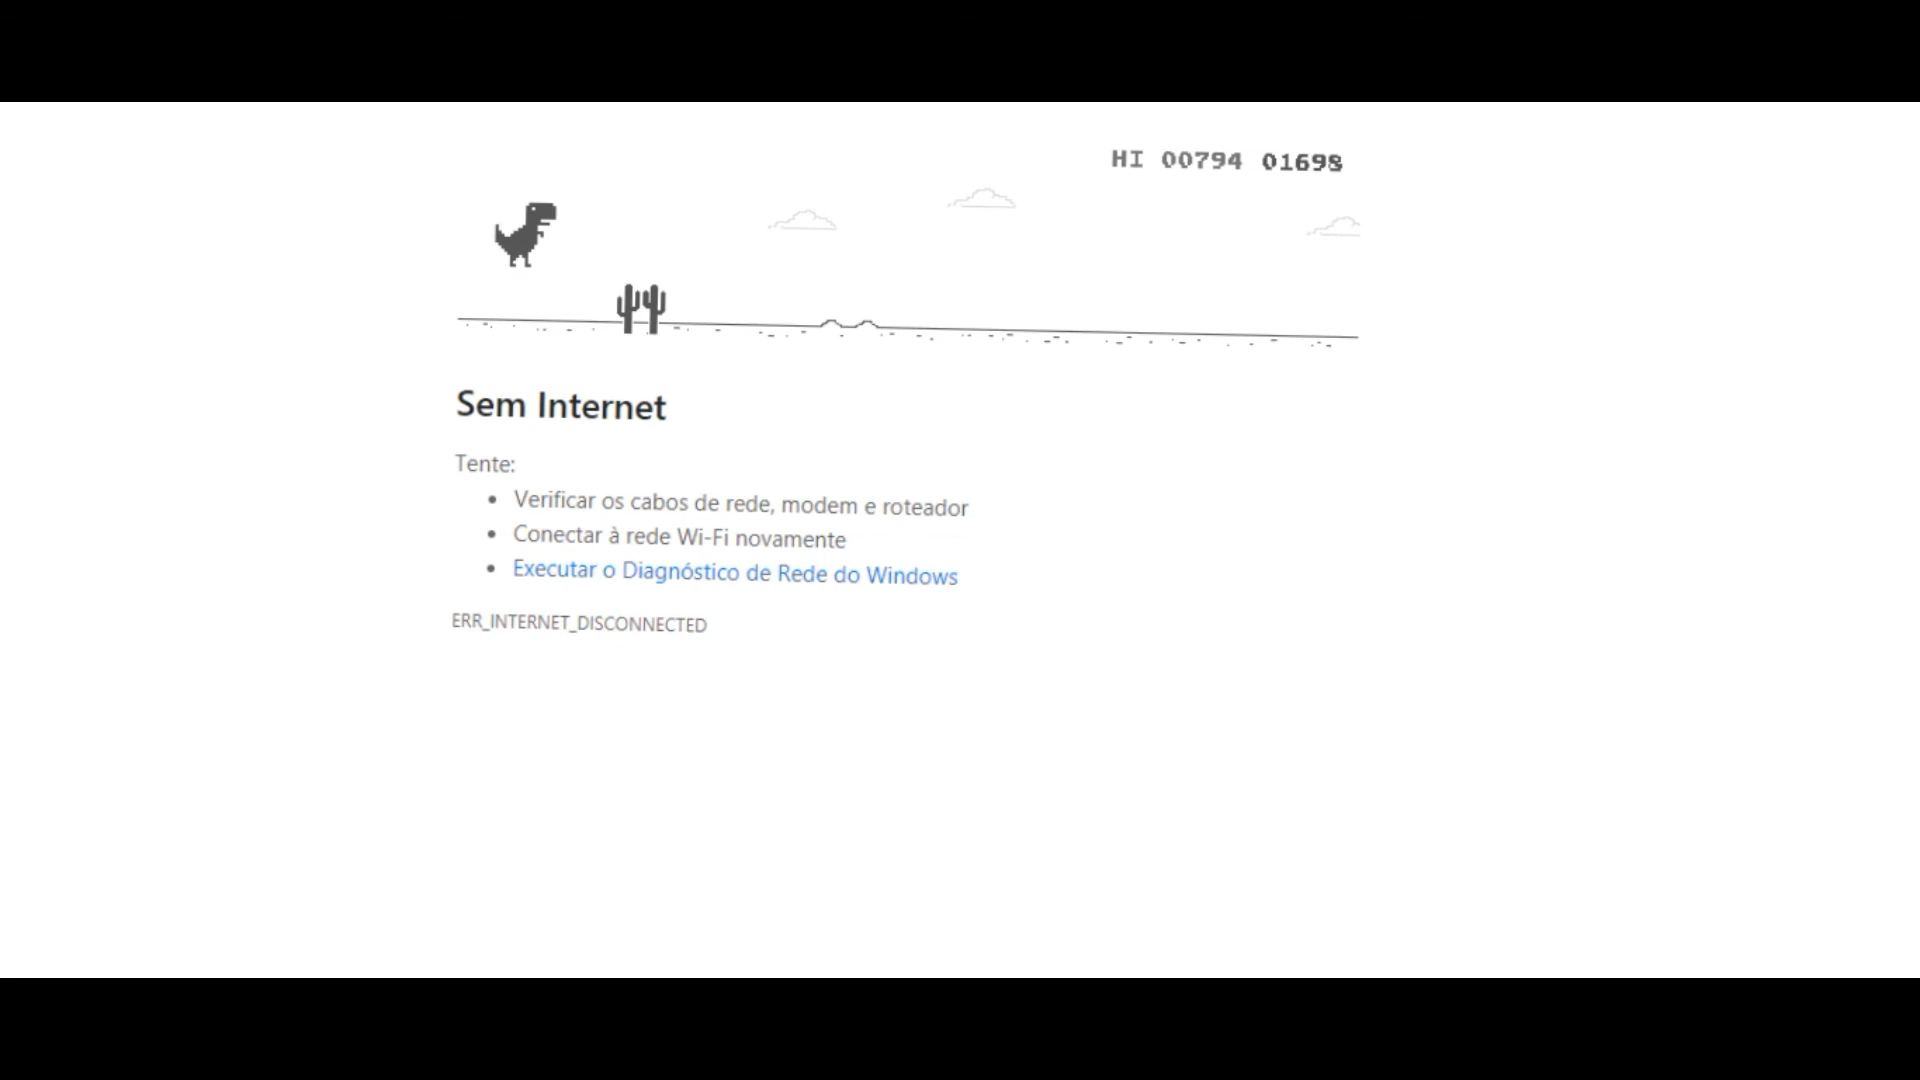 HI 00794 01698
Sem Internet
Tente:
Verificar os cabos de rede, modem e roteador
Conectar à rede Wi-Fi novamente
Executar o Diagnóstico de Rede do Windows
ERR_INTERNET_DISCONNECTED